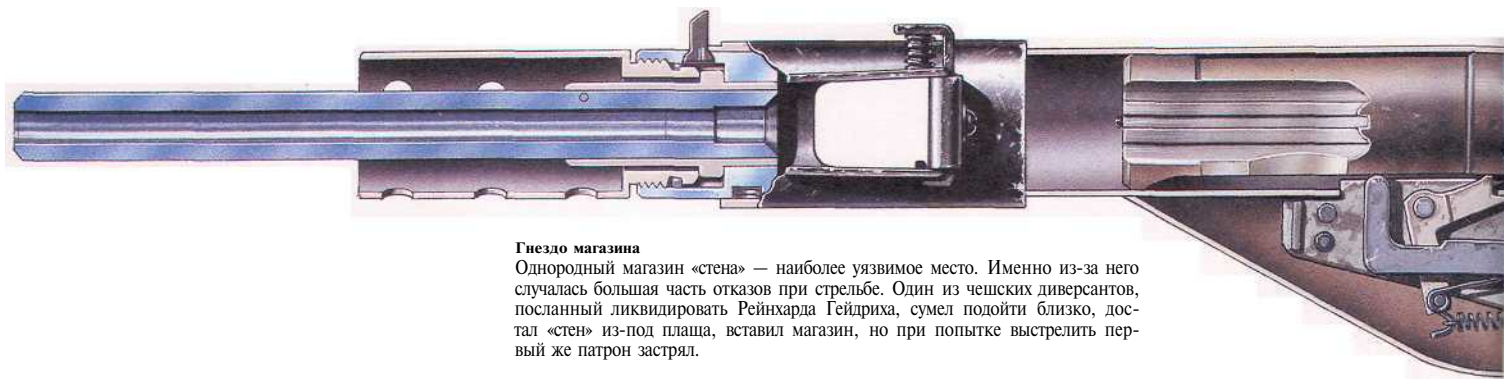 Гнездо магазина
Однородный магазин «стена» — наиболее уязвимое место. Именно из-за него
случалась большая часть отказов при стрельбе. Один из чешских диверсантов,
посланный ликвидировать Рейнхарда Гейдриха, сумел подойти близко, дос-
тал «стен» из-под плаща, вставил магазин, но при попытке выстрелить пер-
вый же патрон застрял.